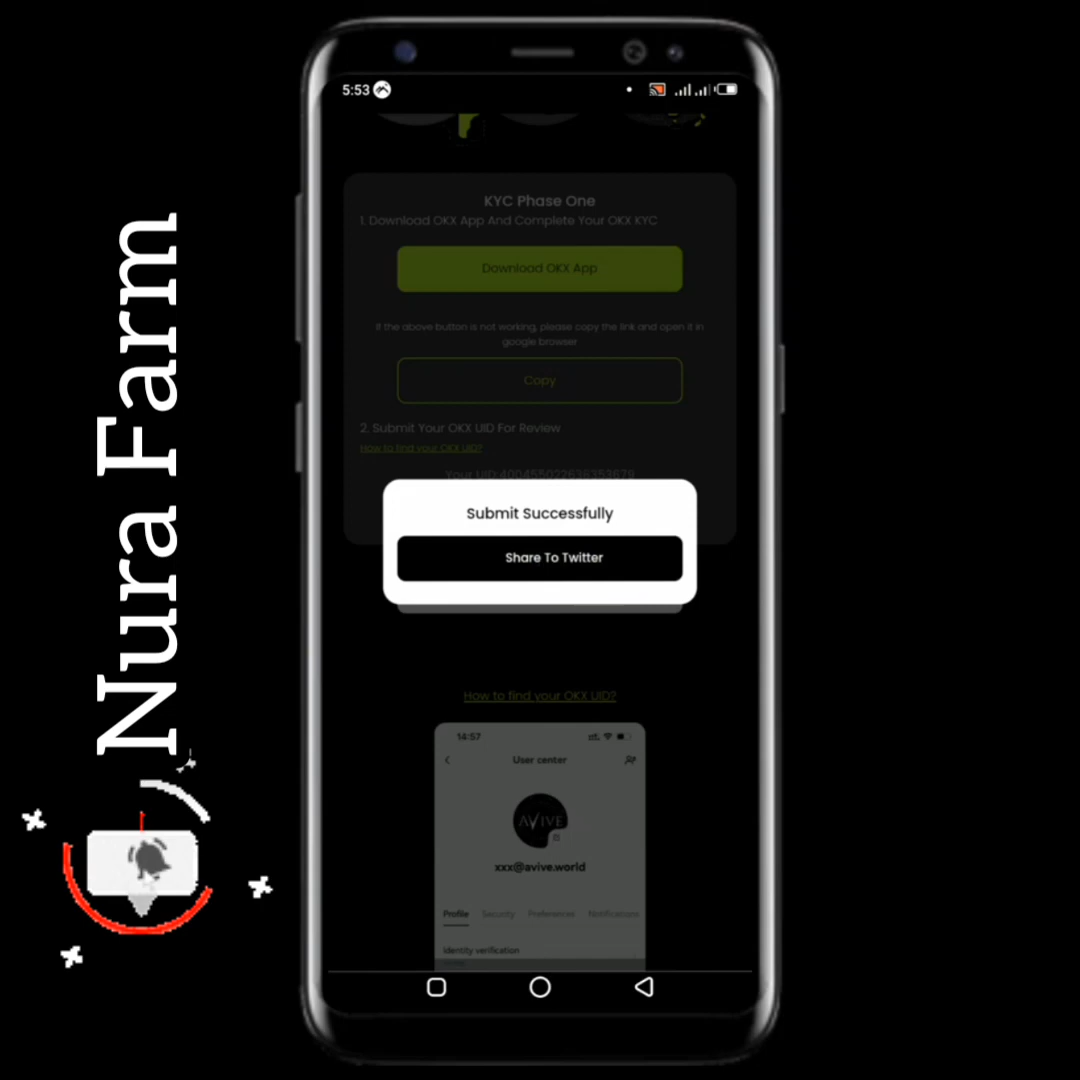 Nura Farm
5:53
KYC Phase One
1. Download OKX App And Complete Your OKX KYC
Download OKX App
If the above button is not working, please copy the link and open it in
google browser
Copy
2. Submit Your OKX UID For Review
How to find your OKX UID?
Your UID:490455022636353679
Submit Successfully
Share To Twitter
How to find your OKX UID?
14:57
User center
AVIVE
xxx@avive.world
Profile Security Preferences Notifications
Identity verification